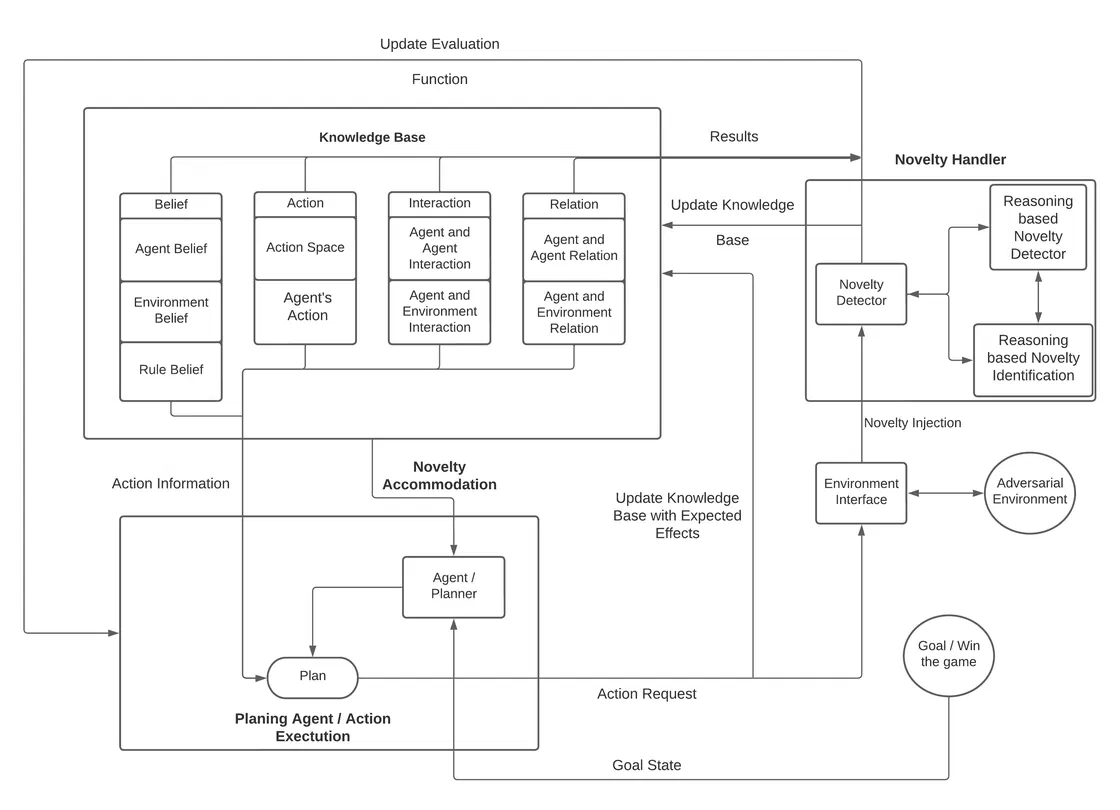 Update Evaluation
Function
Knowledge Base
Results
Novelty Handler
Belief
Agent Belief
Environment
Belief
Rule Belief
Action
Action Space
Agent's
Action
Interaction
Agent and
Agent
Interaction
Agent and
Environment
Interaction
Relation
Agent and
Agent Relation
Agent and
Environment
Relation
Update Knowledge
Base
Reasoning
based
Novelty
Detector
Novelty
Detector
Reasoning
based Novelty
Identification
Novelty Injection
Action Information
Novelty
Accommodation
Update Knowledge
Base with Expected
Effects
Environment
Interface
Adversarial
Environment
Agent /
Planner
Goal / Win
the game
Plan
Action Request
Planing Agent / Action
Exectution
Goal State